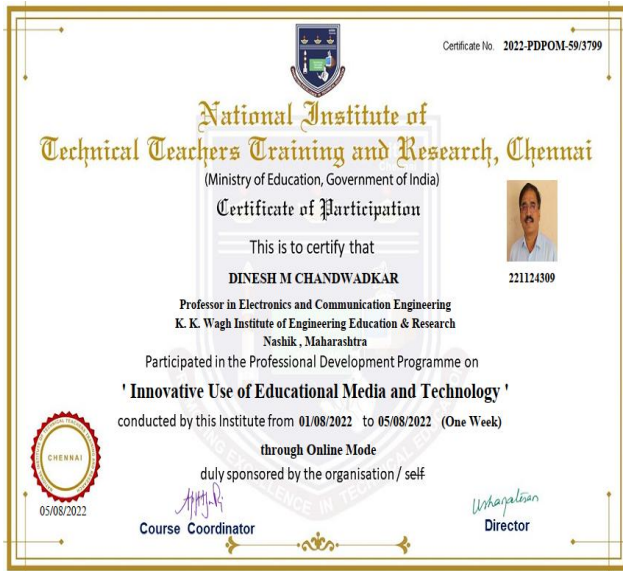 Certificate No. 2022-PDPOM-59/3799
National Institute of
Technical Teachers Training and Research, Chennai
(Ministry of Education, Government of India)
Certificate of Participation
This is to certify that
DINESH M CHANDWADKAR
221124309
Professor in Electronics and Communication Engineering
K. K. Wagh Institute of Engineering Education & Research
Nashik , Maharashtra
Participated in the Professional Development Programme on
' Innovative Use of Educational Media and Technology '
conducted by this Institute from 01/08/2022 to 05/08/2022 (One Week)
through Online Mode
duly sponsored by the organisation / self
CHENNAI
05/08/2022
Course Coordinator
Director